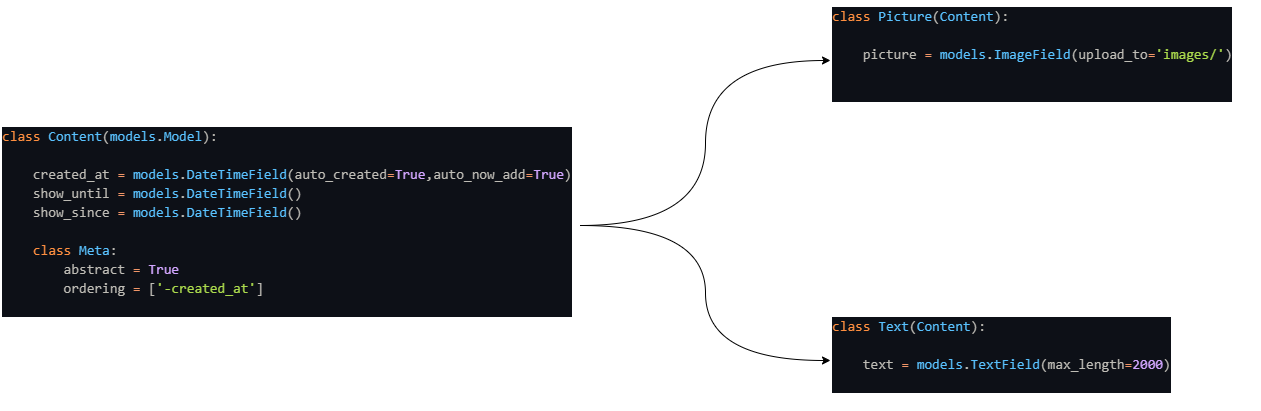 class Picture(Content):
picture = models.ImageField(upload_to='images/')
class Content(models.Model):
created_at = models.DateTimeField(auto_created=True,auto_now_add=True)
show_until = models.DateTimeField()
show_since = models.DateTimeField()
class Meta:
abstract = True
ordering = ['-created_at']
class Text(Content):
text = models.TextField(max_length=2000)